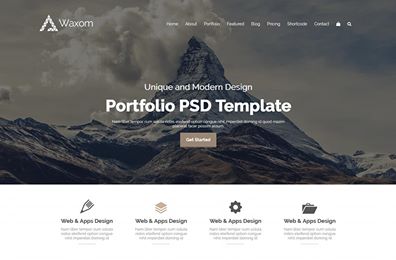 Waxom
Home About Portfolio Featured Blog Pricing Shortcode Contact
Unique and Modern Design
Portfolio PSD Template
Nam liber tempor cum soluta nobis eleifend option congue nihil imperdiet doming id quod mazim
placerat facer possim assum.
Get Started
Web & Apps Design Web & Apps Design Web & Apps Design Web & Apps Design
Nam liber tempor cum soluta Nam liber tempor cum soluta Nam liber tempor cum soluta Nam liber tempor cum soluta
nobis eleifend option congue nobis eleifend option congue nobis eleifend option congue nobis eleifend option congue
nihil imperdiet doming id nihil imperdiet doming id nihil imperdiet doming id nihil imperdiet doming id